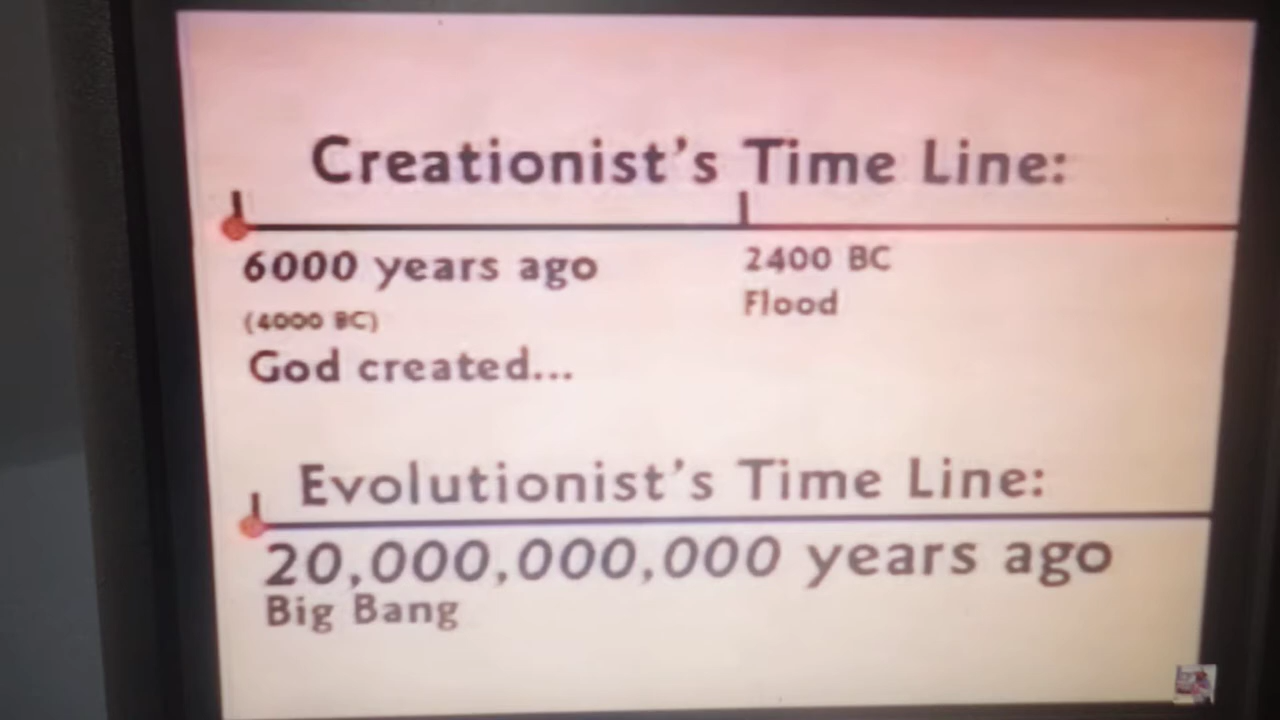 Creationist's Time Line:
6000 years ago
2400 BC
(4000 BC)
Flood
God created...
Evolutionist's Time Line:
20,000,000,000 years ago
Big Bang